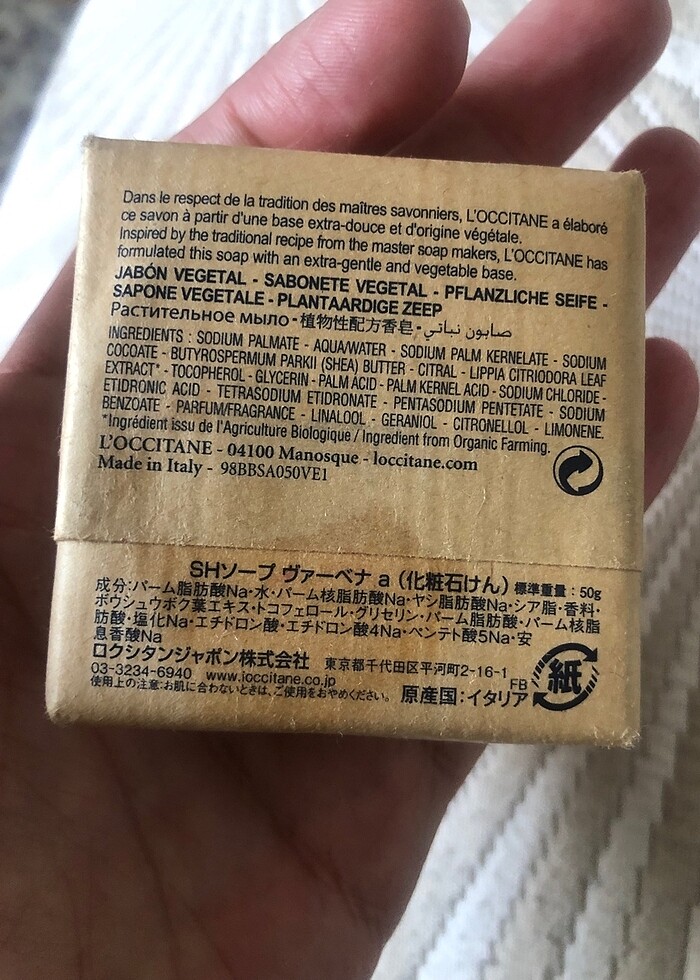 Dans le respect de la tradition des maîtres savonniers, L'OCCITANE a élaboré
ce savon à partir d'une base extra-douce et d'origine végétale.
Inspired by the traditional recipe from the master soap makers, L'OCCITANE has
formulated this soap with an extra-gentle and vegetable base.
JABÓN VEGETAL - SABONETE VEGETAL - PFLANZLICHE SEIFE -
SAPONE VEGETALE - PLANTAARDIGE ZEEP
Растительное мыло - 植物性配方香皂 - صابون نباتي
INGREDIENTS : SODIUM PALMATE - AQUA/WATER - SODIUM PALM KERNELATE - SODIUM
COCOATE - BUTYROSPERMUM PARKII (SHEA) BUTTER - CITRAL - LIPPIA CITRIODORA LEAF
EXTRACT* - TOCOPHEROL - GLYCERIN - PALM ACID - PALM KERNEL ACID - SODIUM CHLORIDE -
ETIDRONIC ACID - TETRASODIUM ETIDRONATE - PENTASODIUM PENTETATE - SODIUM
BENZOATE - PARFUM/FRAGRANCE - LINALOOL - GERANIOL - CITRONELLOL - LIMONENE.
*Ingrédient issu de l'Agriculture Biologique / Ingredient from Organic Farming.
L'OCCITANE - 04100 Manosque - loccitane.com
Made in Italy - 98BBSA050VE1
SHソープ ヴァーベナ a (化粧石けん) 標準重量：50g
成分:パーム脂肪酸Na・水・パーム核脂肪酸Na・ヤシ脂肪酸Na・シア脂・香料・
ボウシュウボク葉エキス・トコフェロール・グリセリン・パーム脂肪酸・パーム核脂
肪酸・塩化Na・エチドロン酸・エチドロン酸4Na・ペンテト酸5Na・安
息香酸Na
ロクシタンジャポン株式会社 東京都千代田区平河町2-16-1
03-3234-6940 www.loccitane.co.jp
使用上の注意:お肌に合わないときは、ご使用をおやめください。 原産国：イタリア
FB
紙